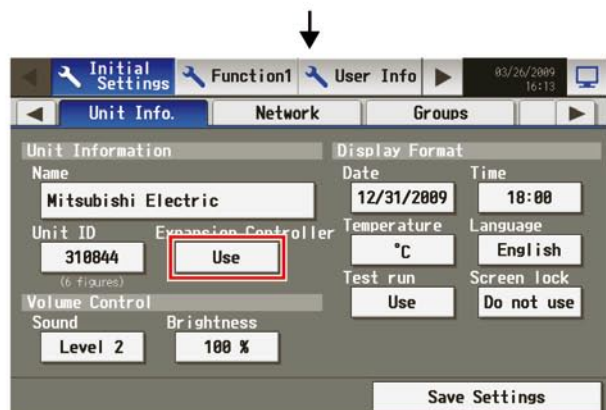 Initial Settings
Function1
User Info
03/26/2009
16:13
Unit Info.
Network
Groups
Unit Information
Name
Mitsubishi Electric
Unit ID
Expansion Controller
310844
Use
(6 figures)
Volume Control
Sound
Brightness
Level 2
100 %
Display Format
Date
Time
12/31/2009
18:00
Temperature
Language
°C
English
Test run
Screen lock
Use
Do not use
Save Settings